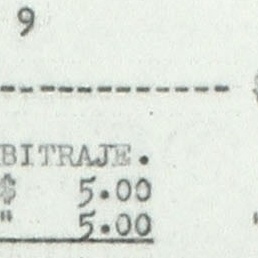 9
------------------ $
BITRAJE.
$ 5.00
" 5.00 "